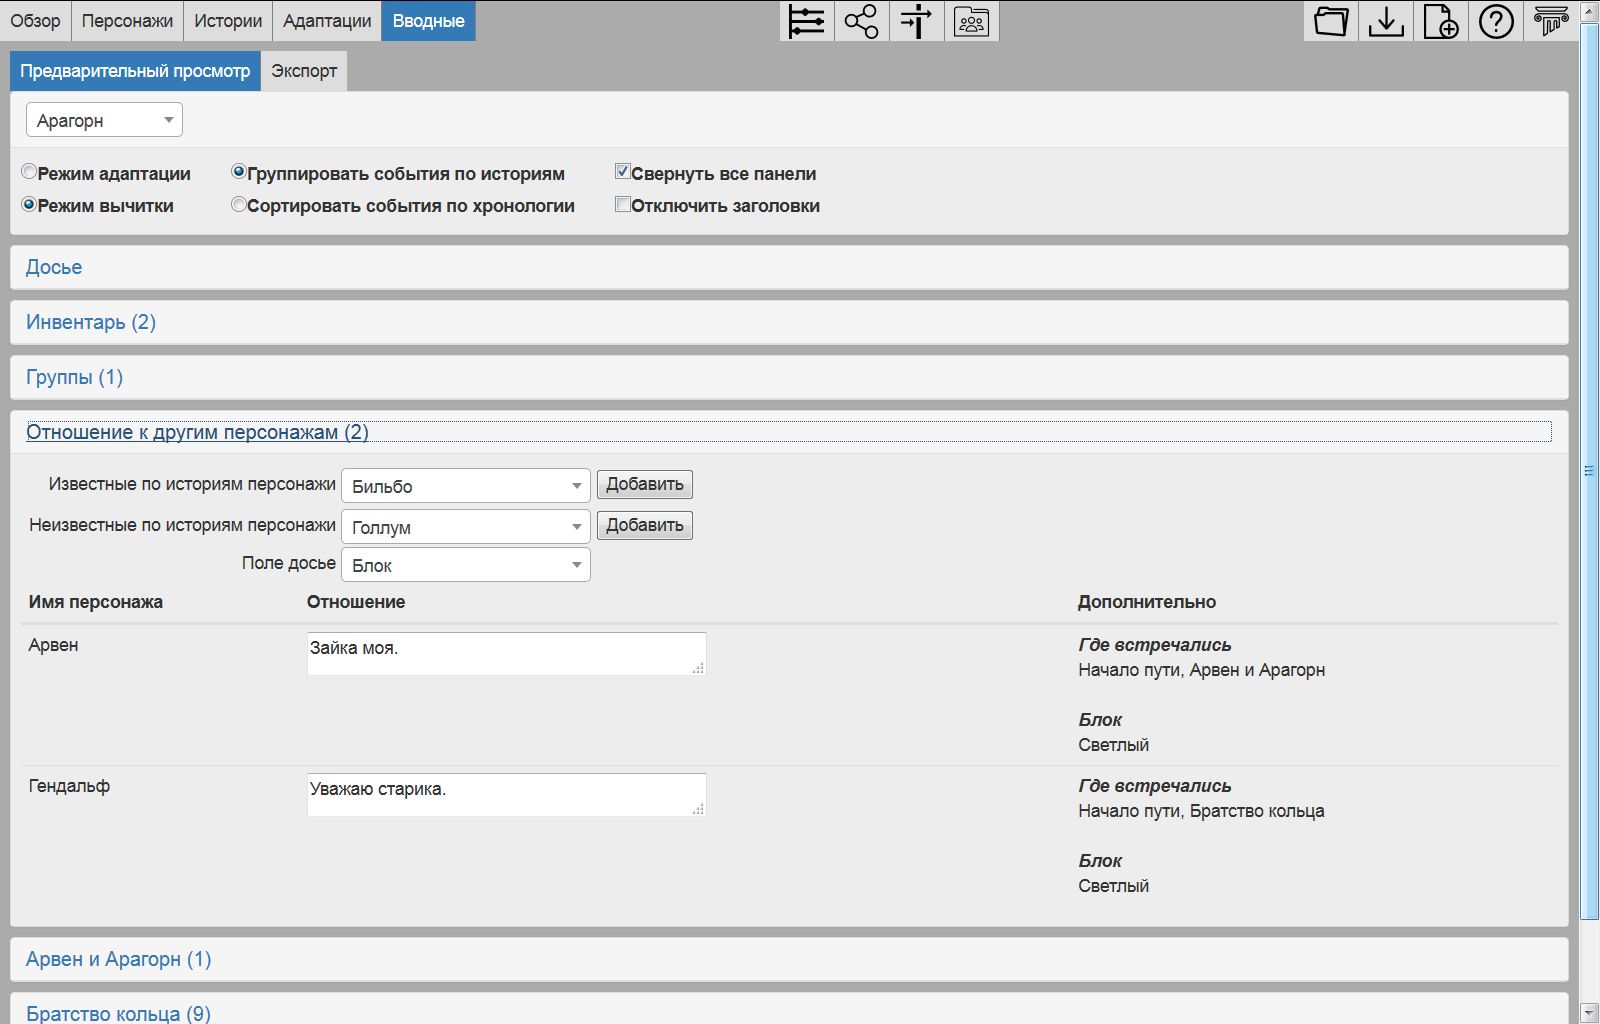 Обзор Персонажи Истории Адаптации Вводные
Предварительный просмотр Экспорт
Арагорн
Режим адаптации Группировать события по историям Свернуть все панели
Режим вычитки Сортировать события по хронологии Отключить заголовки
Досье
Инвентарь (2)
Группы (1)
Отношение к другим персонажам (2)
Известные по историям персонажи Бильбо Добавить
Неизвестные по историям персонажи Голлум Добавить
Поле досье Блок
Имя персонажа Отношение Дополнительно
Арвен Зайка моя. Где встречались
Начало пути, Арвен и Арагорн
Блок
Светлый
Гендальф Уважаю старика. Где встречались
Начало пути, Братство кольца
Блок
Светлый
Арвен и Арагорн (1)
Братство кольца (9)